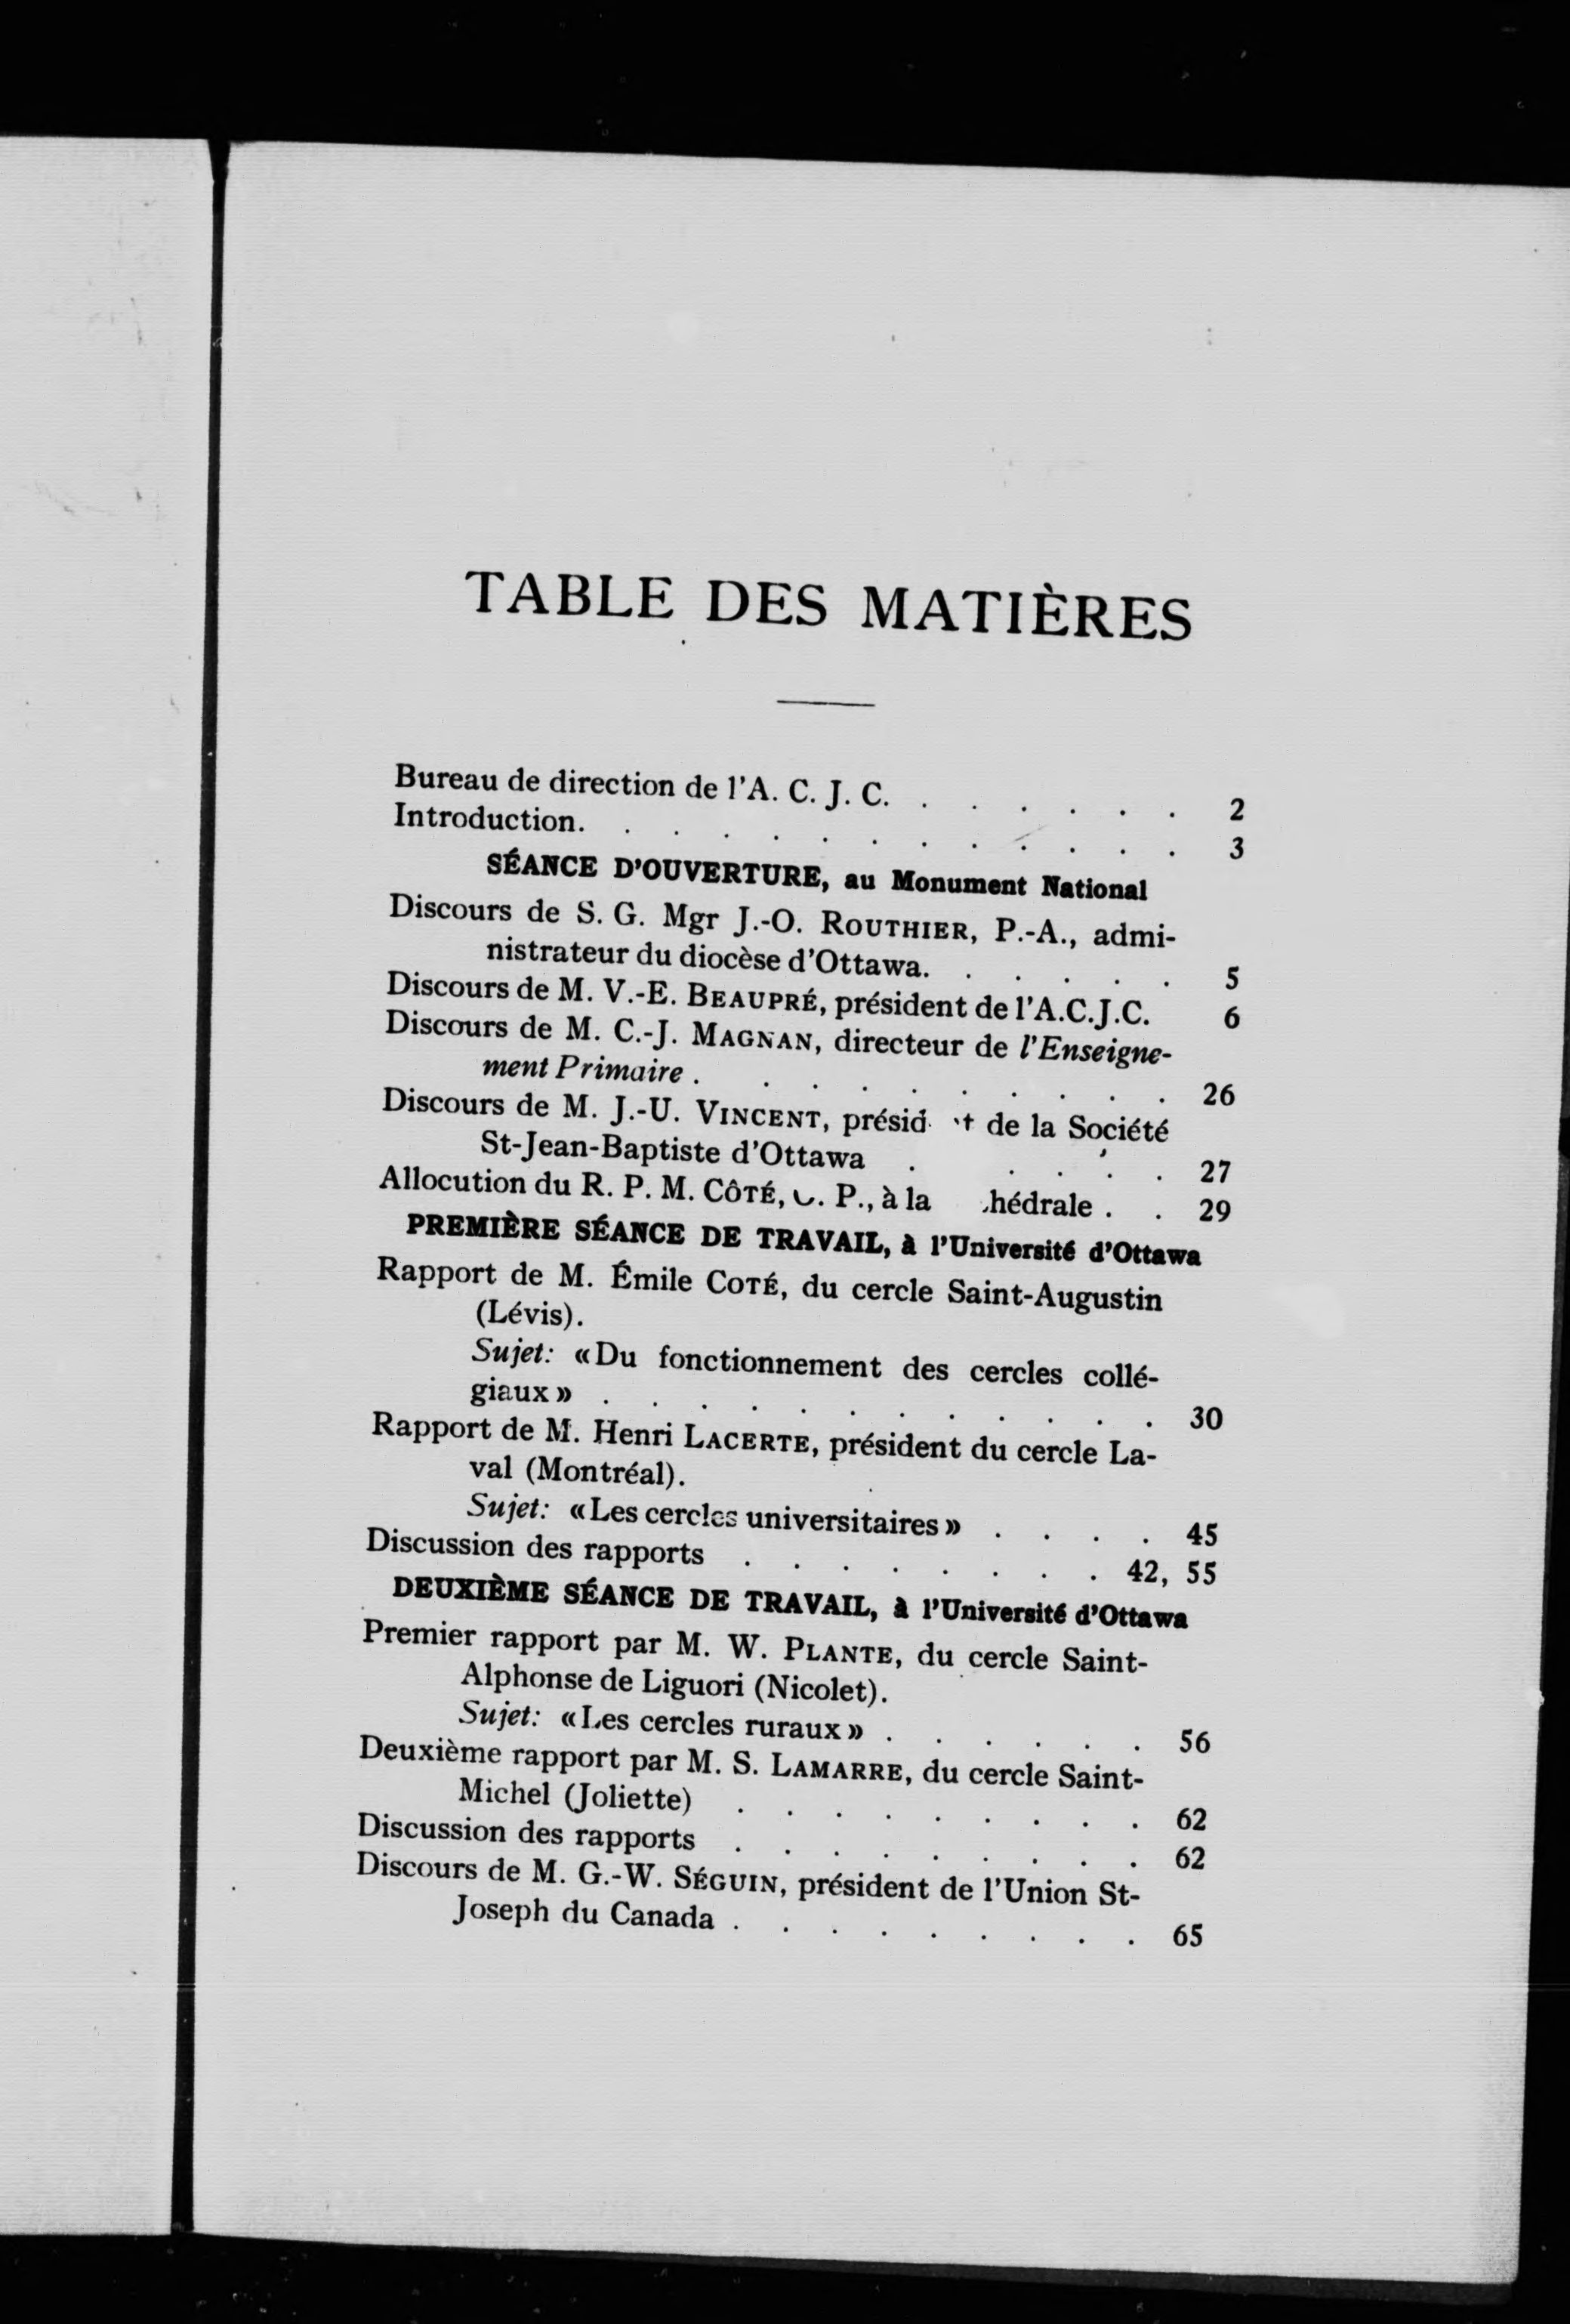 TABLE DES MATIÈRES
Bureau de direction de l'A. C. J. C. . . . . . . 2
Introduction. . . . . . . . . . . . . 3
SÉANCE D'OUVERTURE, au Monument National
Discours de S. G. Mgr J.-O. ROUTHIER, P.-A., admi-
nistrateur du diocèse d'Ottawa. . . . . . 5
Discours de M. V.-E. BEAUPRÉ, président de l'A.C.J.C. 6
Discours de M. C.-J. MAGNAN, directeur de l'Enseigne-
ment Primaire . . . . . . . . . . 26
Discours de M. J.-U. VINCENT, de la Société
St-Jean-Baptiste d'Ottawa . . . . . 27
Allocution du R. P. M. CÔTÉ, P., à la . . 29
PREMIÈRE SÉANCE DE TRAVAIL, à l'Université d'Ottawa
Rapport de M. Émile COTÉ, du cercle Saint-Augustin
(Lévis).
Sujet: «Du fonctionnement des cercles collé-
giaux» . . . . . . . . . . . . 30
Rapport de M. Henri LACERTE, président du cercle La-
val (Montréal).
Sujet: «Les cercles universitaires» . . . . 45
Discussion des rapports . . . . . . . . 42, 55
DEUXIÈME SÉANCE DE TRAVAIL, à l'Université d'Ottawa
Premier rapport par M. W. PLANTE, du cercle Saint-
Alphonse de Liguori (Nicolet).
Sujet: «Les cercles ruraux» . . . . . . 56
Deuxième rapport par M. S. LAMARRE, du cercle Saint-
Michel (Joliette) . . . . . . . . . 62
Discussion des rapports . . . . . . . . . 62
Discours de M. G.-W. SÉGUIN, président de l'Union St-
Joseph du Canada . . . . . . . . . 65